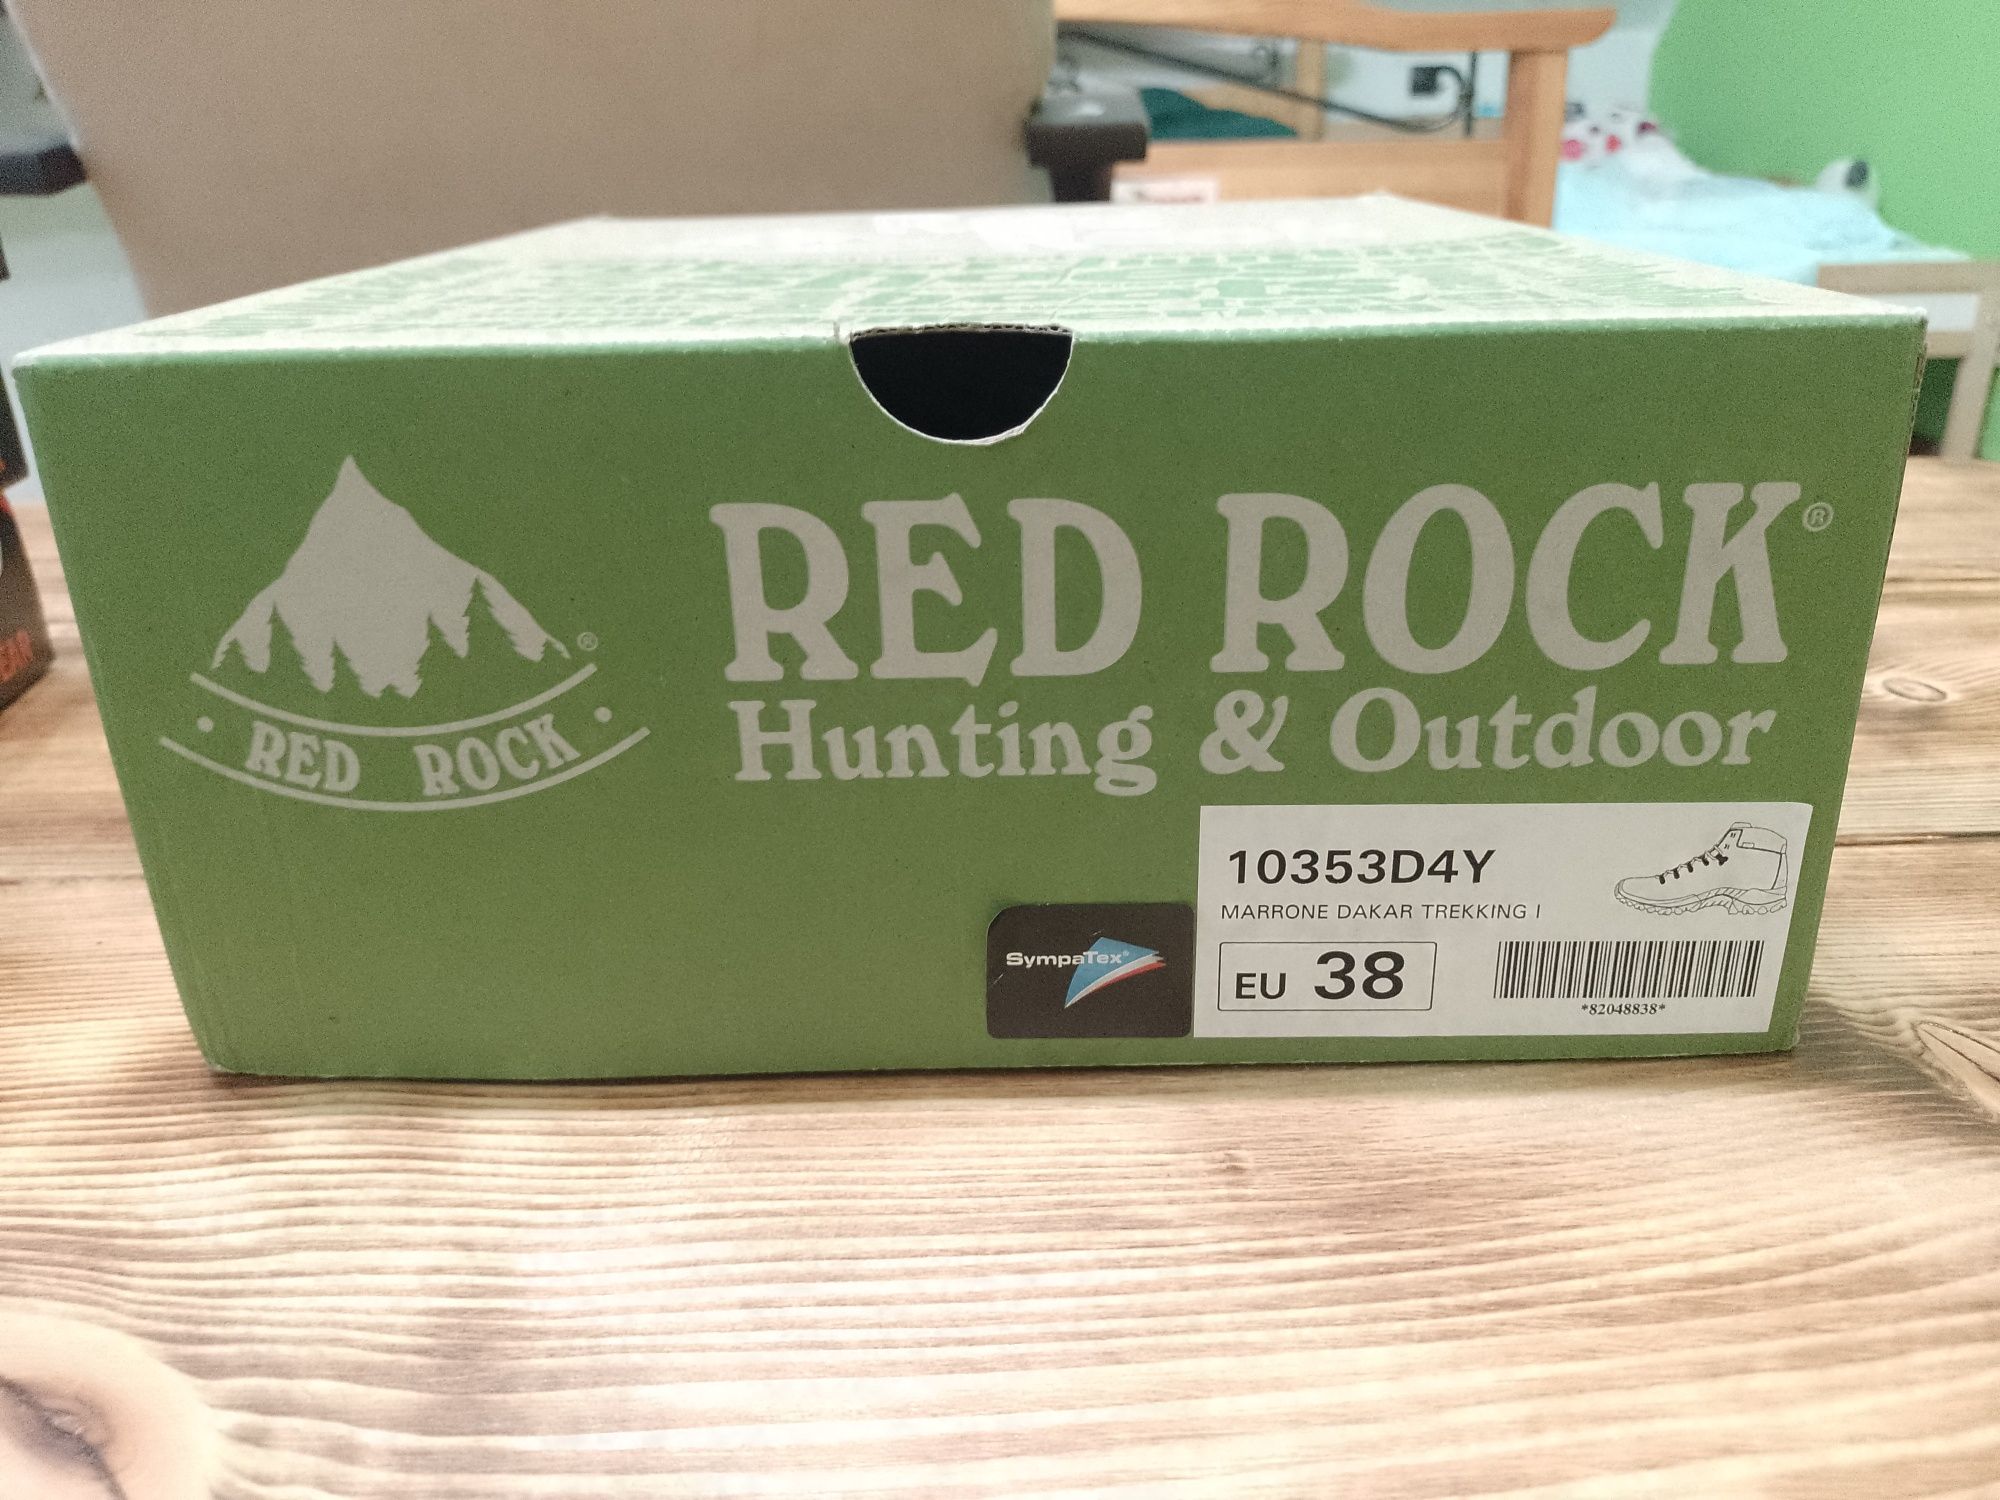 RED ROCK®
Hunting & Outdoor
®
· RED ROCK ·
10353D4Y
MARRONE DAKAR TREKKING I
SympaTex®
EU 38
*82048838*